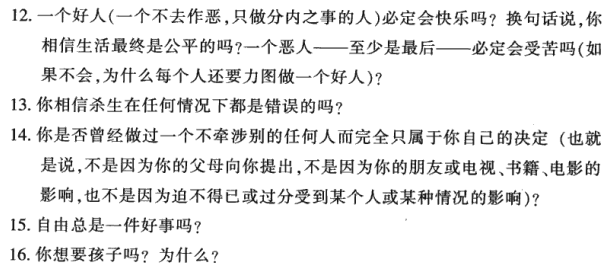 12. 一个好人(一个不去作恶,只做分内之事的人)必定会快乐吗? 换句话说,你
相信生活最终是公平的吗?一个恶人——至少是最后——必定会受苦吗(如
果不会,为什么每个人还要力图做一个好人)?
13. 你相信杀生在任何情况下都是错误的吗?
14. 你是否曾经做过一个不牵涉别的任何人而完全只属于你自己的决定 (也就
是说,不是因为你的父母向你提出,不是因为你的朋友或电视、书籍、电影的
影响,也不是因为迫不得已或过分受到某个人或某种情况的影响)?
15. 自由总是一件好事吗?
16. 你想要孩子吗? 为什么?